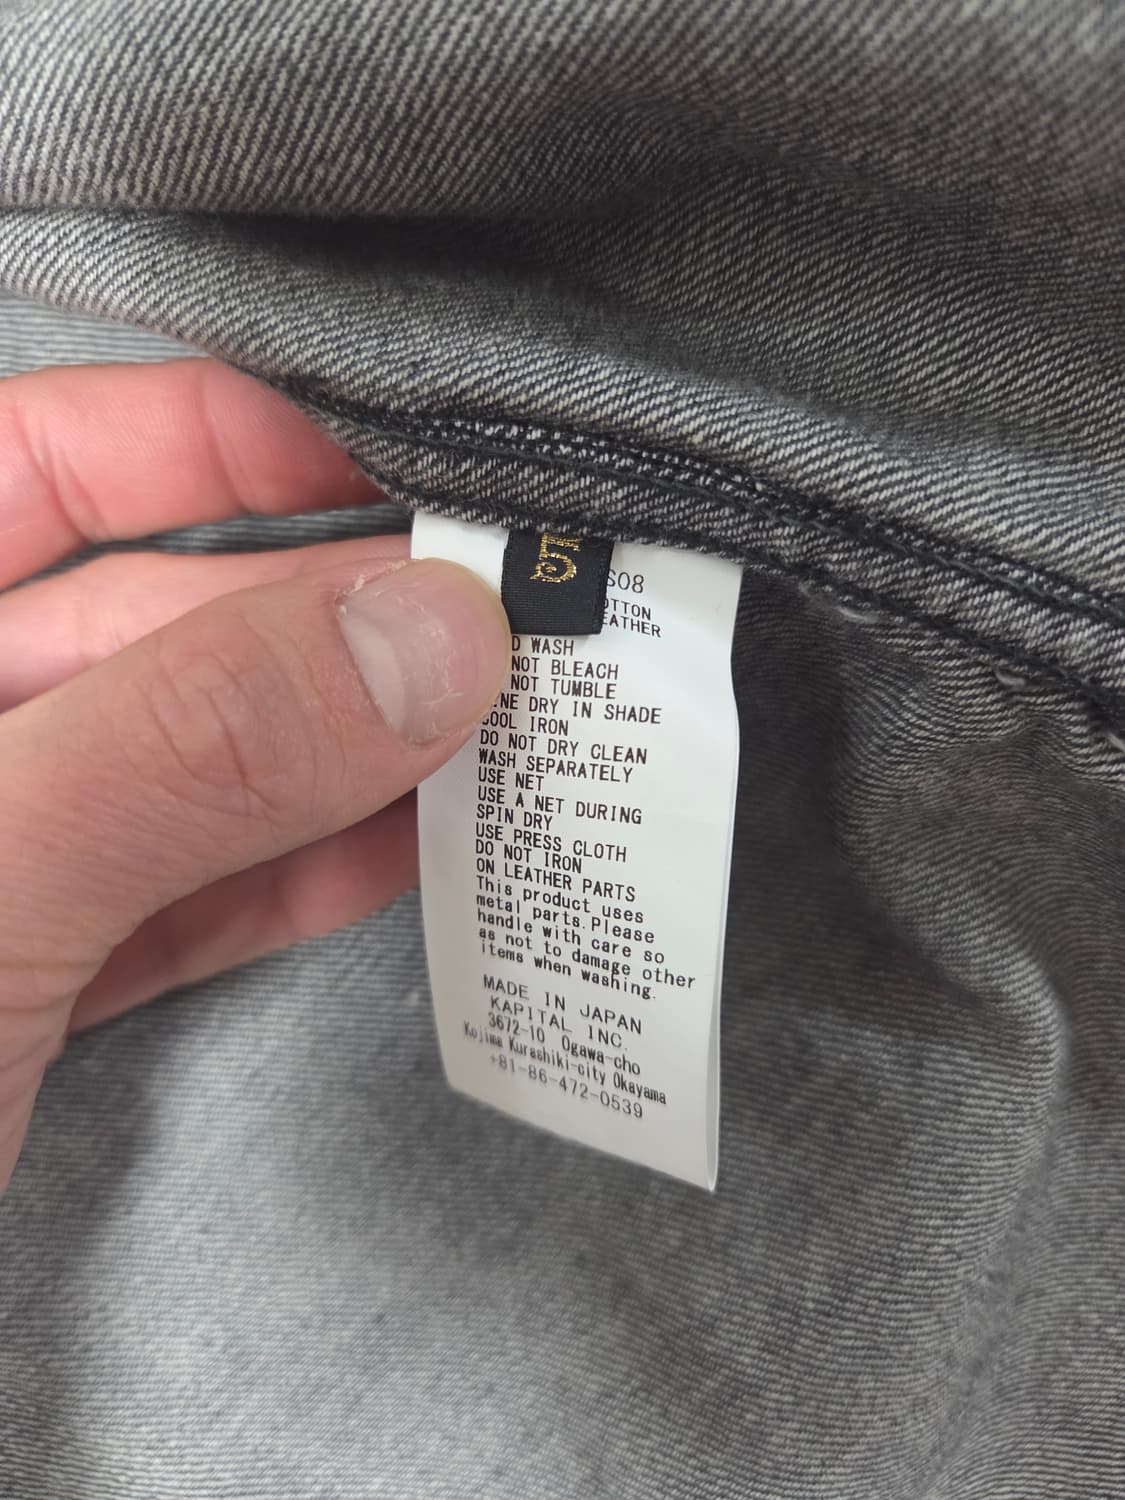 S08
OTTON
EATHER
D WASH
NOT BLEACH
NOT TUMBLE
INE DRY IN SHADE
COOL IRON
DO NOT DRY CLEAN
WASH SEPARATELY
USE NET
USE A NET DURING
SPIN DRY
USE PRESS CLOTH
DO NOT IRON
ON LEATHER PARTS
This product uses
metal parts.Please
handle with care so
as not to damage other
items when washing.
MADE IN JAPAN
KAPITAL INC.
3672-10 Ogawa-cho
Kojima Kurashiki-city Okayama
+81-86-472-0539